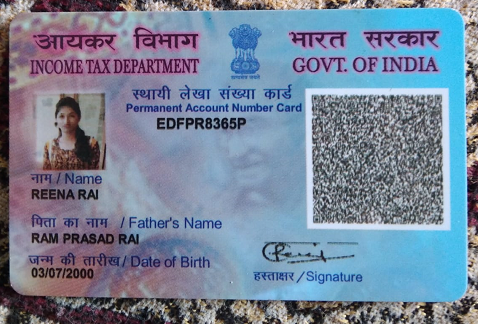 आयकर विभाग
INCOME TAX DEPARTMENT
भारत सरकार
GOVT. OF INDIA
स्थायी लेखा संख्या कार्ड
Permanent Account Number Card
EDFPR8365P
नाम / Name
REENA RAI
पिता का नाम / Father's Name
RAM PRASAD RAI
जन्म की तारीख / Date of Birth
03/07/2000
हस्ताक्षर / Signature